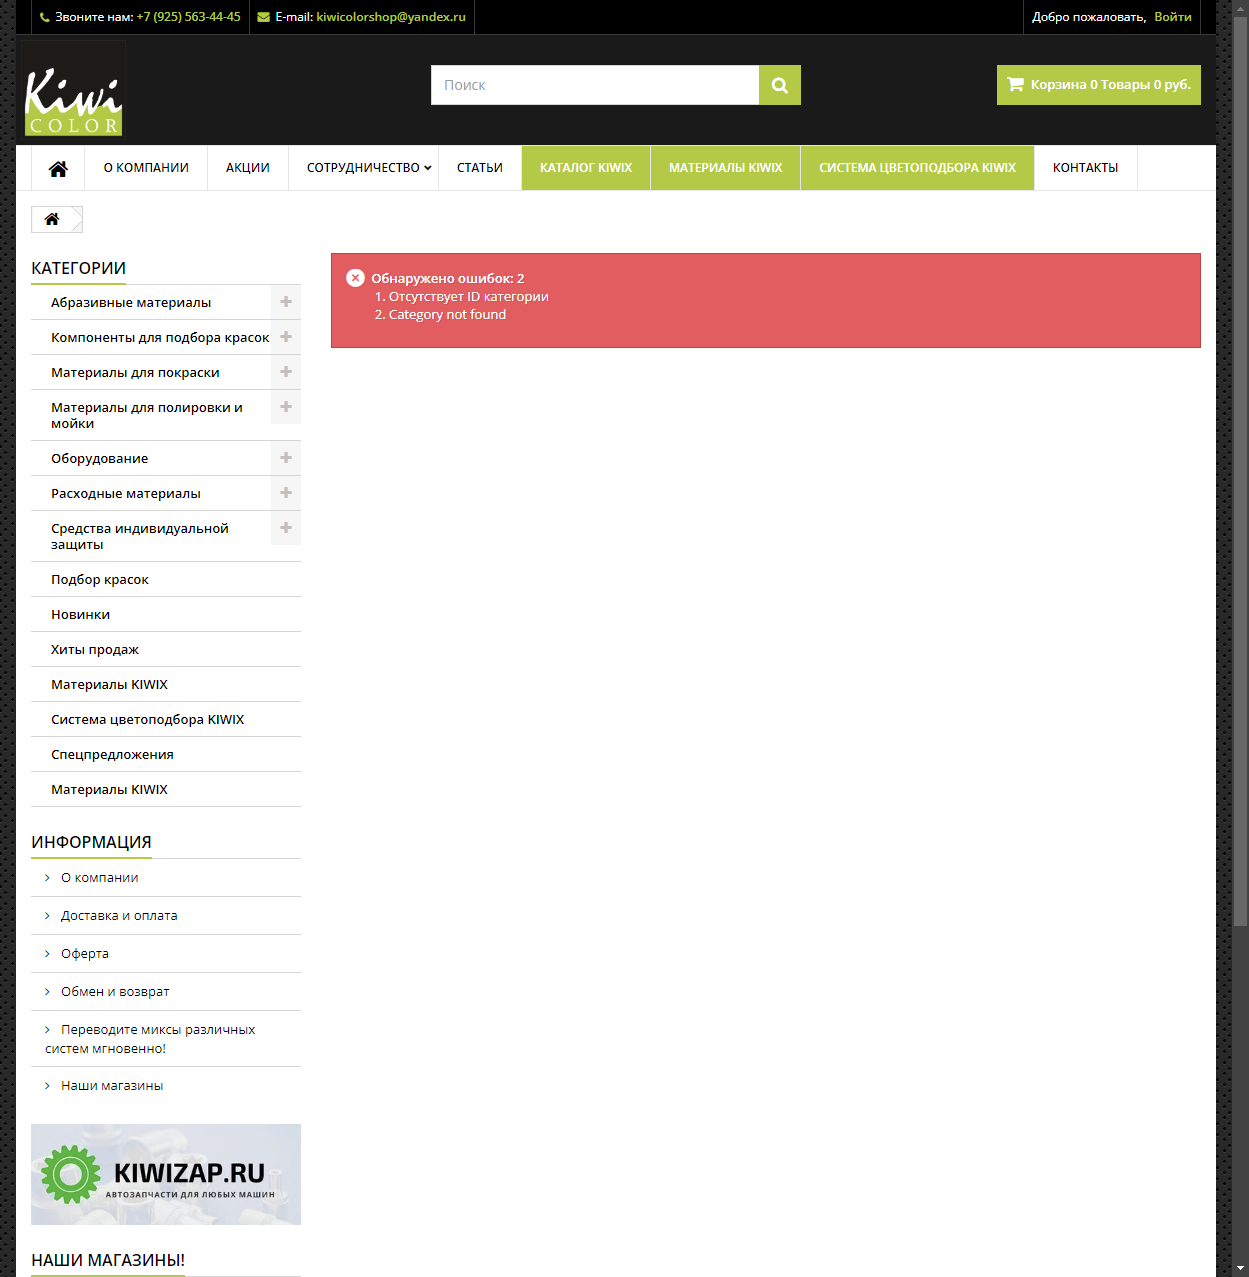 Звоните нам: +7 (925) 563-44-45
E-mail: kiwicolorshop@yandex.ru
Добро пожаловать, Войти
Kiwi
COLOR
Поиск
Корзина 0 Товары 0 руб.
О КОМПАНИИ
АКЦИИ
СОТРУДНИЧЕСТВО
СТАТЬИ
КАТАЛОГ KIWIX
МАТЕРИАЛЫ KIWIX
СИСТЕМА ЦВЕТОПОДБОРА KIWIX
КОНТАКТЫ
КАТЕГОРИИ
Абразивные материалы
Компоненты для подбора красок
Материалы для покраски
Материалы для полировки и
мойки
Оборудование
Расходные материалы
Средства индивидуальной
защиты
Подбор красок
Новинки
Хиты продаж
Материалы KIWIX
Система цветоподбора KIWIX
Спецпредложения
Материалы KIWIX
Обнаружено ошибок: 2
1. Отсутствует ID категории
2. Category not found
ИНФОРМАЦИЯ
О компании
Доставка и оплата
Оферта
Обмен и возврат
Переводите миксы различных
систем мгновенно!
Наши магазины
KIWIZAP.RU
АВТОЗАПЧАСТИ ДЛЯ ЛЮБЫХ МАШИН
НАШИ МАГАЗИНЫ!